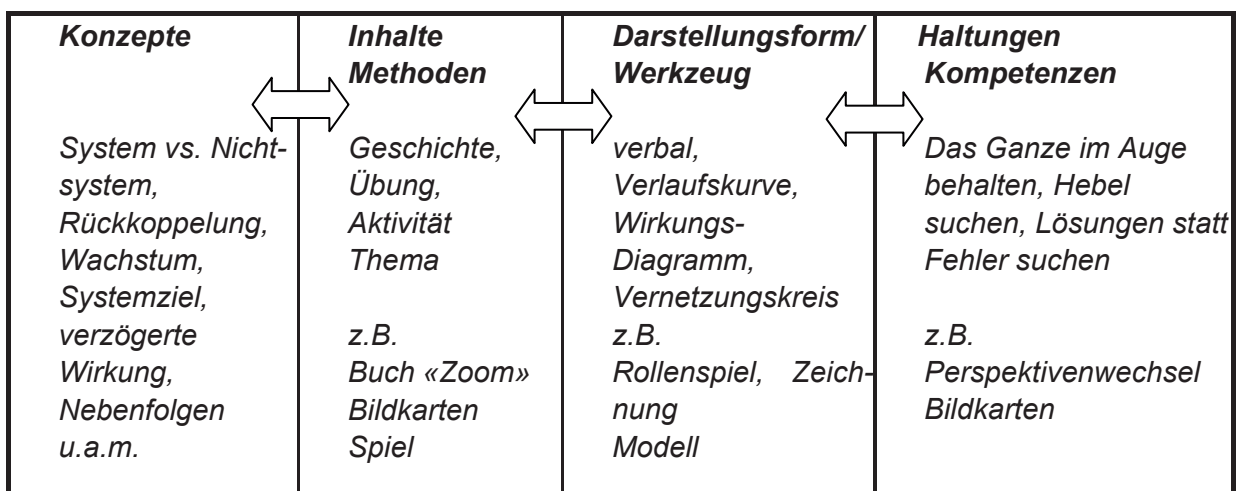 Konzepte
System vs. Nicht-
system,
Rückkoppelung,
Wachstum,
Systemziel,
verzögerte
Wirkung,
Nebenfolgen
u.a.m.
Inhalte
Methoden
Geschichte,
Übung,
Aktivität
Thema
z.B.
Buch «Zoom»
Bildkarten
Spiel
Darstellungsform/
Werkzeug
verbal,
Verlaufskurve,
Wirkungs-
Diagramm,
Vernetzungskreis
z.B.
Rollenspiel, Zeich-
nung
Modell
Haltungen
Kompetenzen
Das Ganze im Auge
behalten, Hebel
suchen, Lösungen statt
Fehler suchen
z.B.
Perspektivenwechsel
Bildkarten